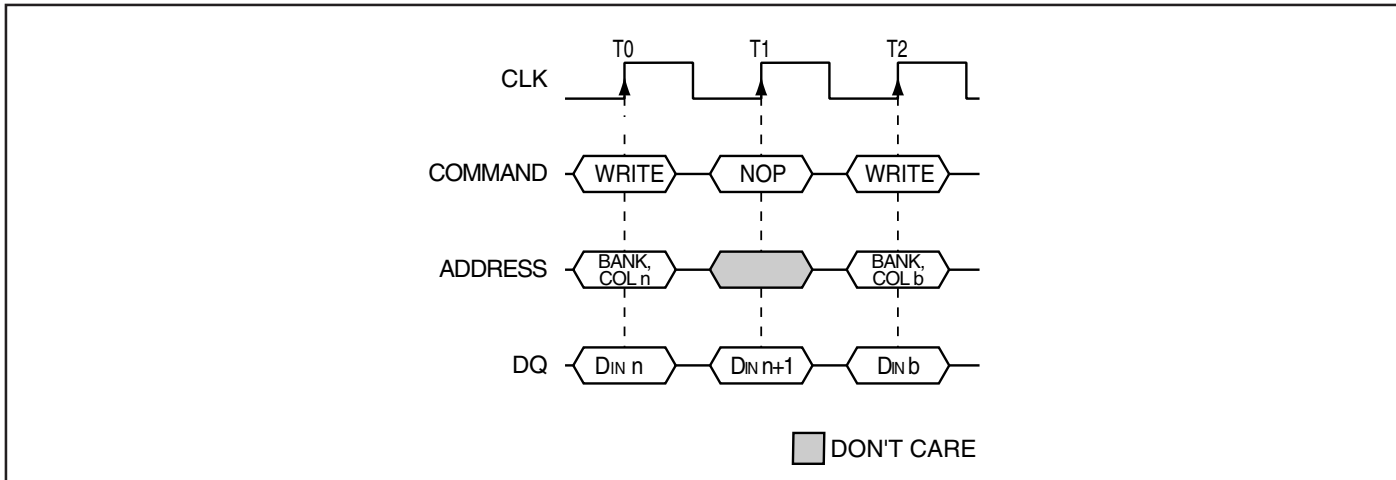 T0 T1 T2
CLK
COMMAND WRITE NOP WRITE
ADDRESS BANK, COL n BANK, COL b
DQ DIN n DIN n+1 DIN b
DON'T CARE